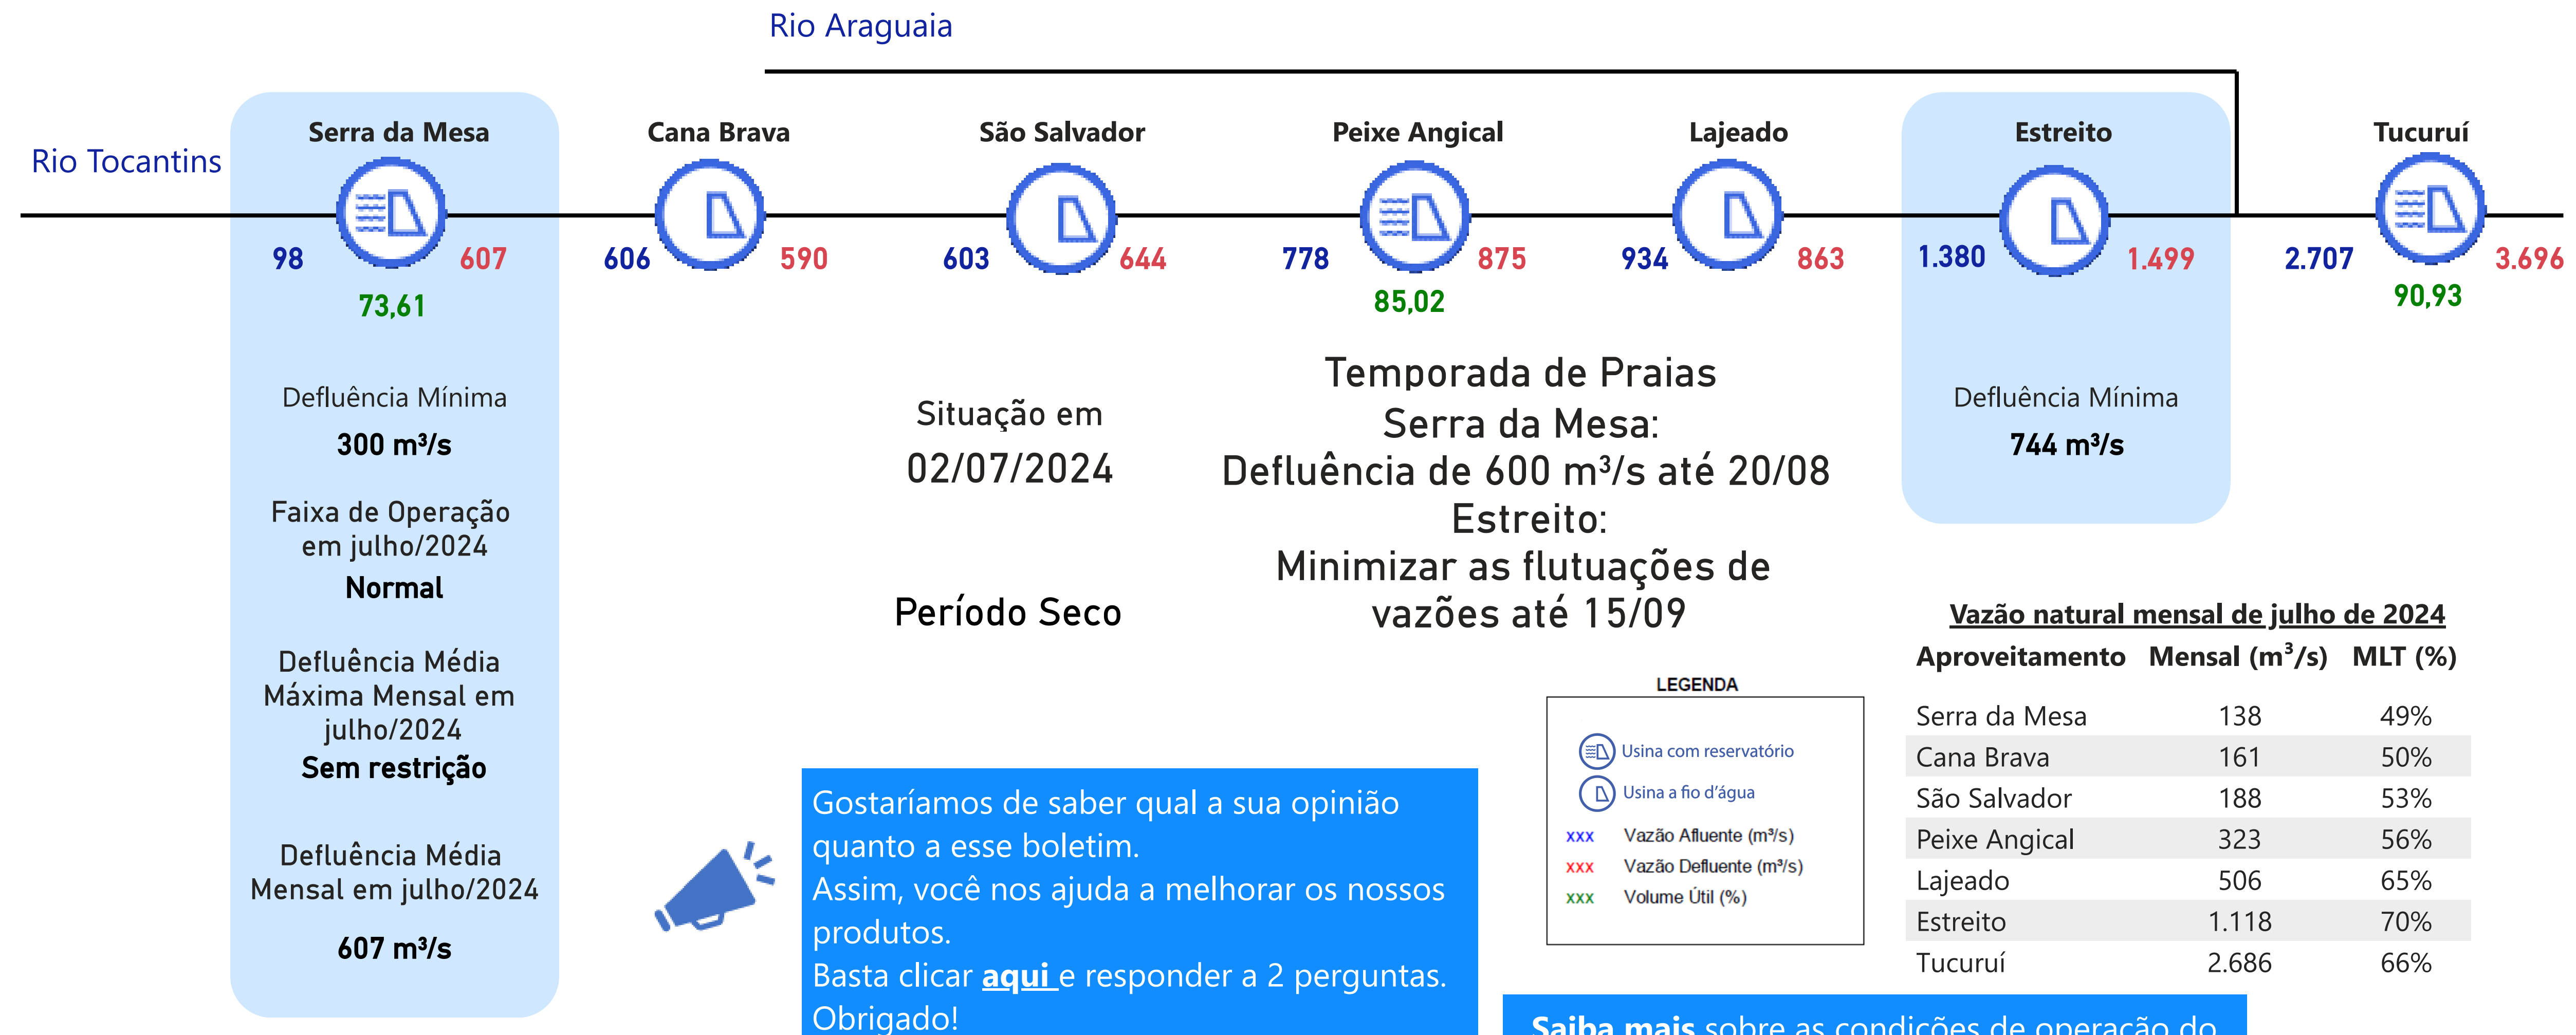 Rio Araguaia
Rio Tocantins
Serra da Mesa
Cana Brava
São Salvador
Peixe Angical
Lajeado
Estreito
Tucuruí
98 607
606 590
603 644
778 875
934 863
1.380 1.499
2.707 3.696
73,61
85,02
90,93
Defluência Mínima
300 m³/s
Faixa de Operação
em julho/2024
Normal
Defluência Média
Máxima Mensal em
julho/2024
Sem restrição
Defluência Média
Mensal em julho/2024
607 m³/s
Situação em
02/07/2024
Período Seco
Temporada de Praias
Serra da Mesa:
Defluência de 600 m³/s até 20/08
Estreito:
Minimizar as flutuações de
vazões até 15/09
Defluência Mínima
744 m³/s
Gostaríamos de saber qual a sua opinião
quanto a esse boletim.
Assim, você nos ajuda a melhorar os nossos
produtos.
Basta clicar aqui e responder a 2 perguntas.
Obrigado!
LEGENDA
Usina com reservatório
Usina a fio d'água
xxx Vazão Afluente (m³/s)
xxx Vazão Defluente (m³/s)
xxx Volume Útil (%)
Vazão natural mensal de julho de 2024
Aproveitamento Mensal (m³/s) MLT (%)
Serra da Mesa 138 49%
Cana Brava 161 50%
São Salvador 188 53%
Peixe Angical 323 56%
Lajeado 506 65%
Estreito 1.118 70%
Tucuruí 2.686 66%
Saiba mais sobre as condições de operação do